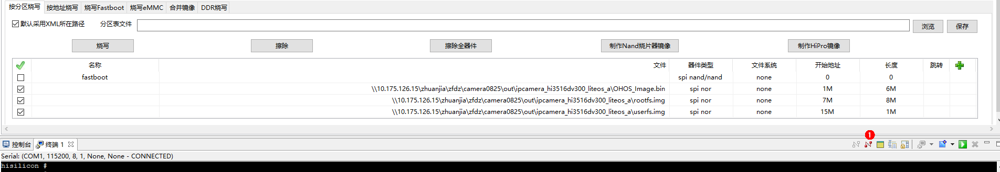 按分区烧写 按地址烧写 烧写Fastboot 烧写eMMC 合并镜像 DDR烧写
默认采用XML所在路径 分区表文件 浏览 保存
烧写 擦除 擦除全器件 制作Nand烧片器镜像 制作HiPro镜像
名称 文件 器件类型 文件系统 开始地址 长度 跳转
fastboot spi nand/nand none 0 0
\\10.175.126.15\zhuanjia\zfdz\camera0825\out\ipcamera_hi3516dv300_liteos_a\OHOS_Image.bin spi nor none 1M 6M
\\10.175.126.15\zhuanjia\zfdz\camera0825\out\ipcamera_hi3516dv300_liteos_a\rootfs.img spi nor none 7M 8M
\\10.175.126.15\zhuanjia\zfdz\camera0825\out\ipcamera_hi3516dv300_liteos_a\userfs.img spi nor none 15M 1M
1
控制台 终端 1
Serial: (COM1, 115200, 8, 1, None, None - CONNECTED)
hisilicon #